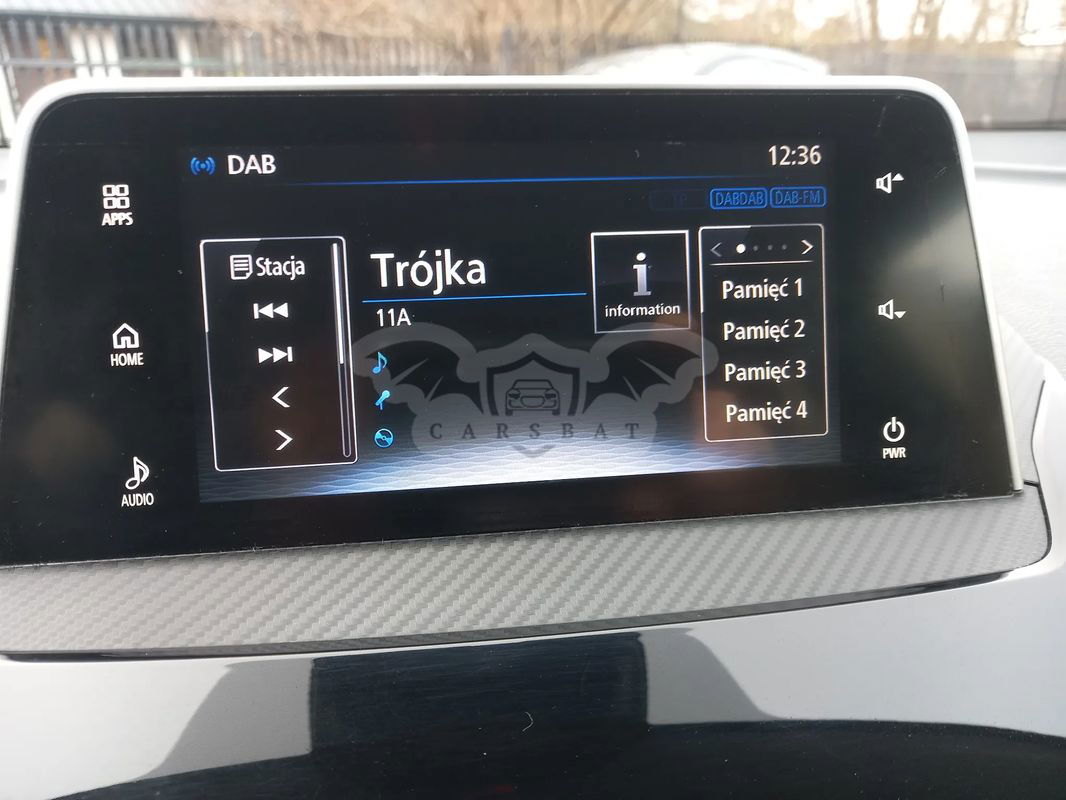 DAB
12:36
TP
DABDAB
DAB-FM
APPS
Stacja
Trójka
11A
information
Pamięć 1
Pamięć 2
Pamięć 3
Pamięć 4
HOME
AUDIO
PWR
CARSBAT